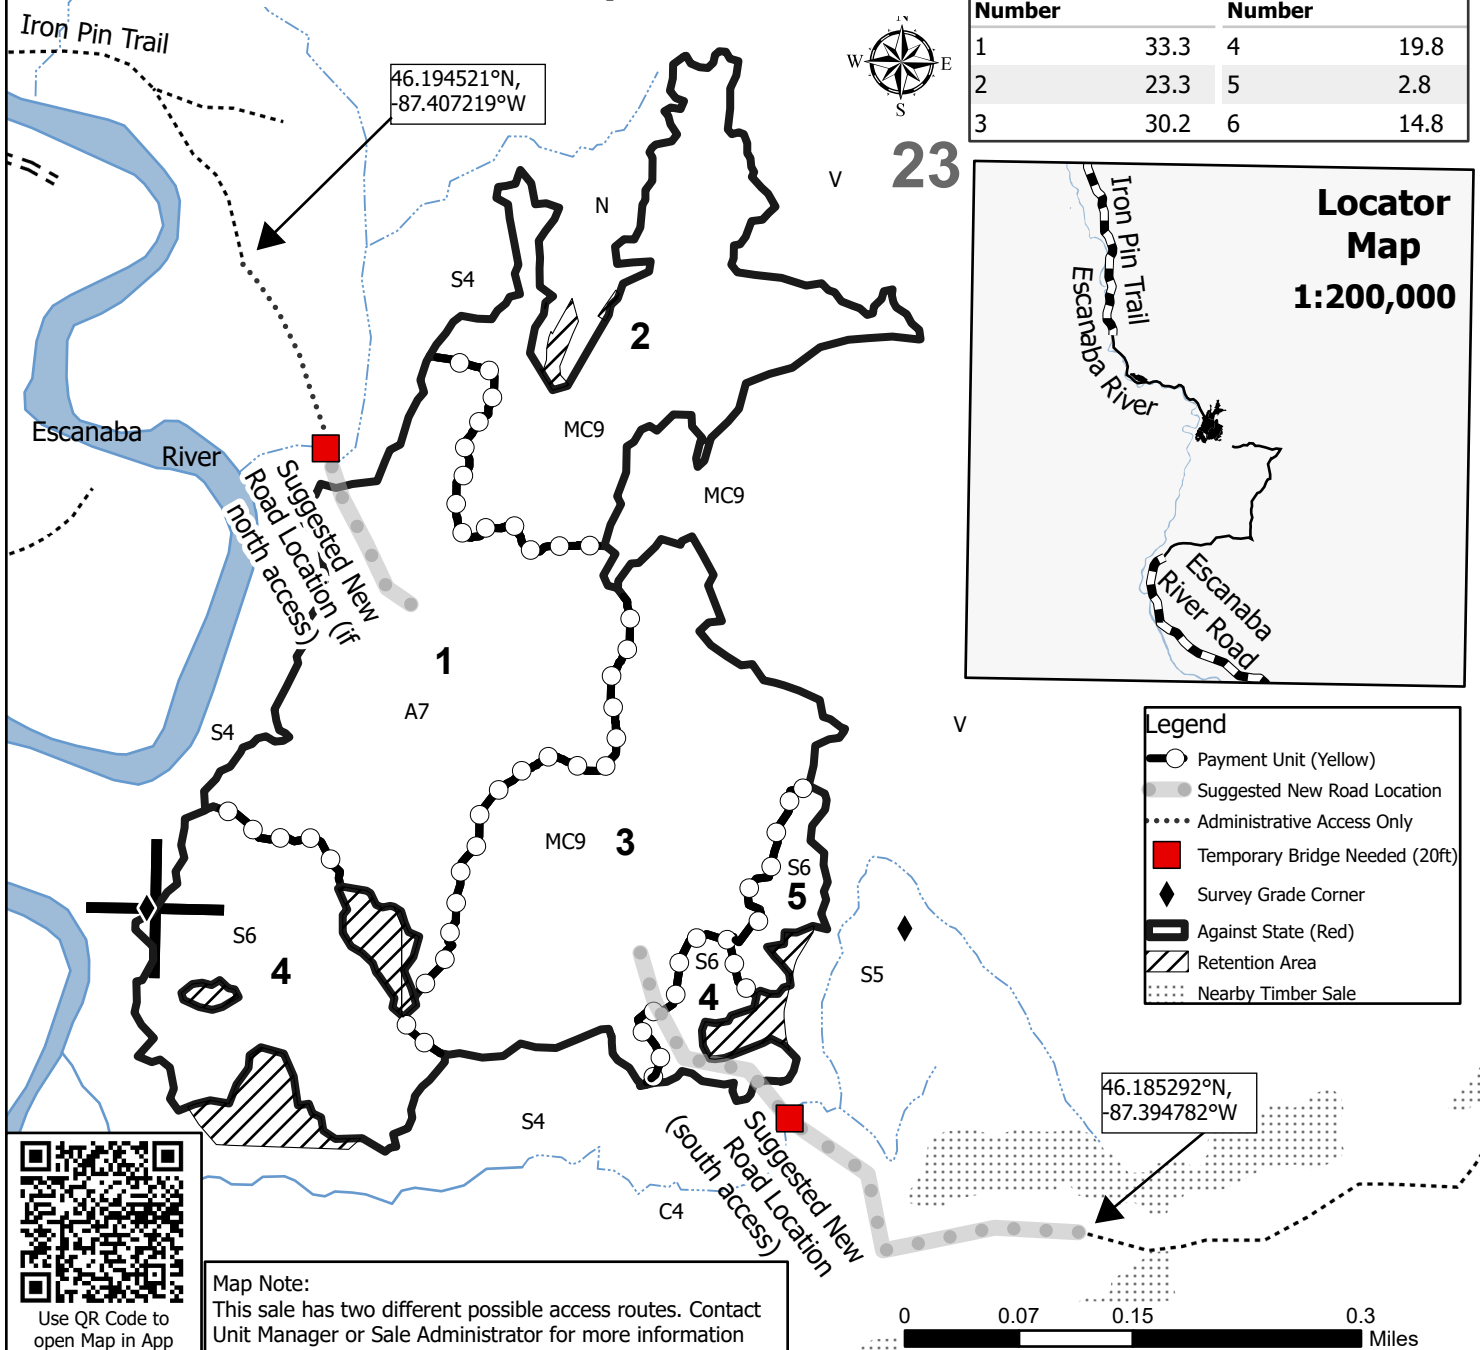 Number Number
1 33.3 4 19.8
2 23.3 5 2.8
3 30.2 6 14.8
Iron Pin Trail
46.194521°N,
-87.407219°W
N
W E
S
23
V
N
S4
2
MC9
MC9
Escanaba
River
Suggested New
Road Location (if
north access)
1
A7
S4
V
MC9
3
S6
5
S6
4
S6
4
S5
S4
C4
Suggested New
Road Location
(south access)
46.185292°N,
-87.394782°W
Locator
Map
1:200,000
Iron Pin Trail
Escanaba River
Escanaba
River Road
Legend
Payment Unit (Yellow)
Suggested New Road Location
Administrative Access Only
Temporary Bridge Needed (20ft)
Survey Grade Corner
Against State (Red)
Retention Area
Nearby Timber Sale
Use QR Code to
open Map in App
Map Note:
This sale has two different possible access routes. Contact
Unit Manager or Sale Administrator for more information
0 0.07 0.15 0.3
Miles